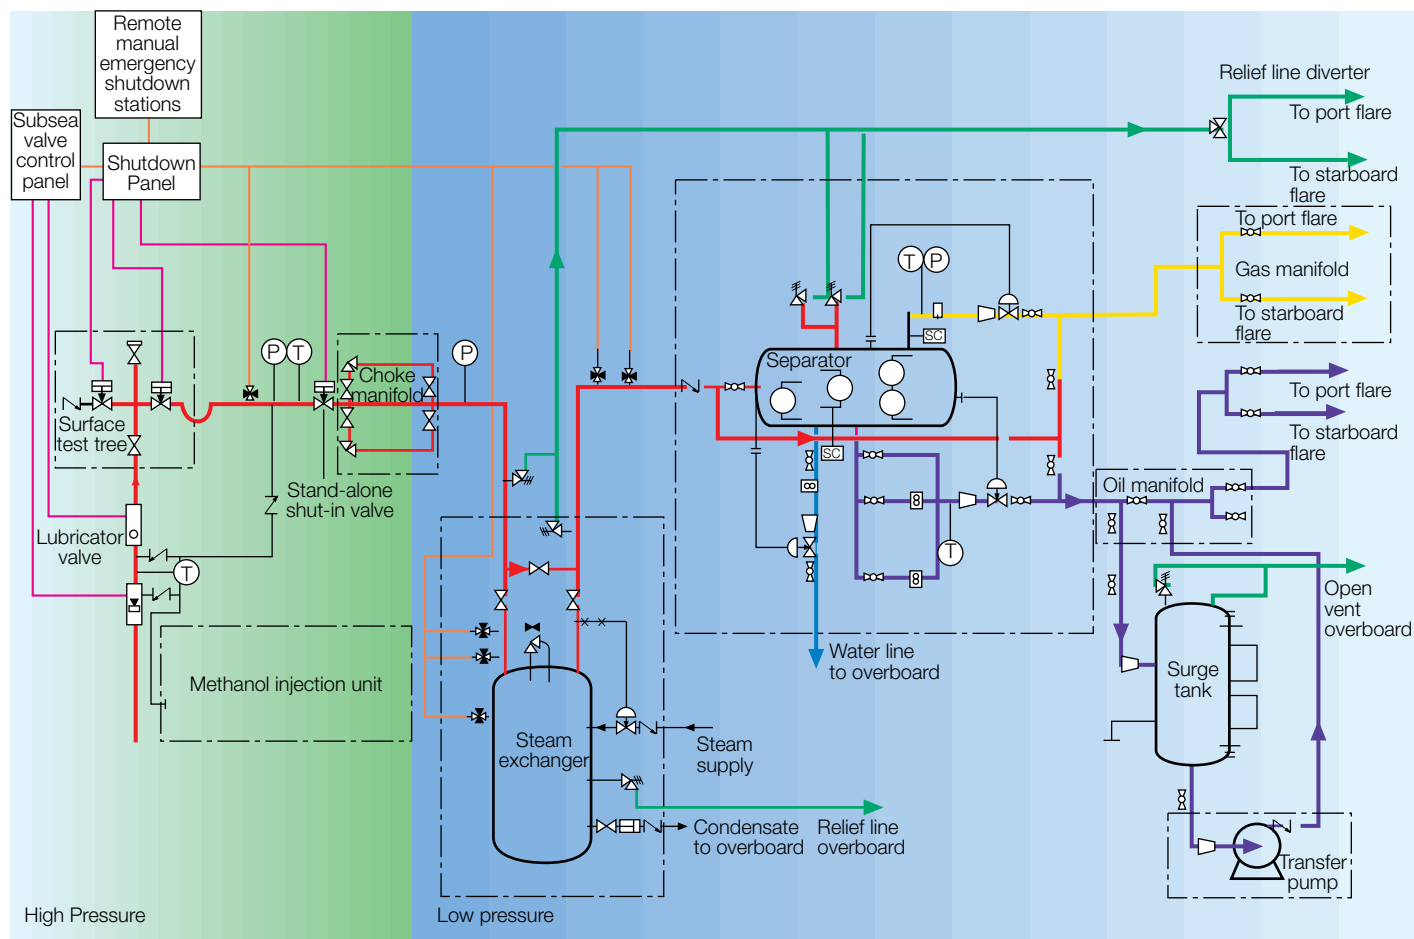 Remote
manual
emergency
shutdown
stations
Subsea
valve
control
panel
Shutdown
Panel
Relief line diverter
To port flare
To starboard
flare
To port flare
Gas manifold
To starboard
flare
T P
SC
Separator
P T
P
Choke
manifold
Surface
test tree
Stand-alone
shut-in valve
Lubricator
valve
T
SC
8
8
8
T
To port flare
To starboard
flare
Oil manifold
Open
vent
overboard
Methanol injection unit
Water line
to overboard
Surge
tank
Steam
exchanger
Steam
supply
Condensate
to overboard
Relief line
overboard
Transfer
pump
High Pressure
Low pressure